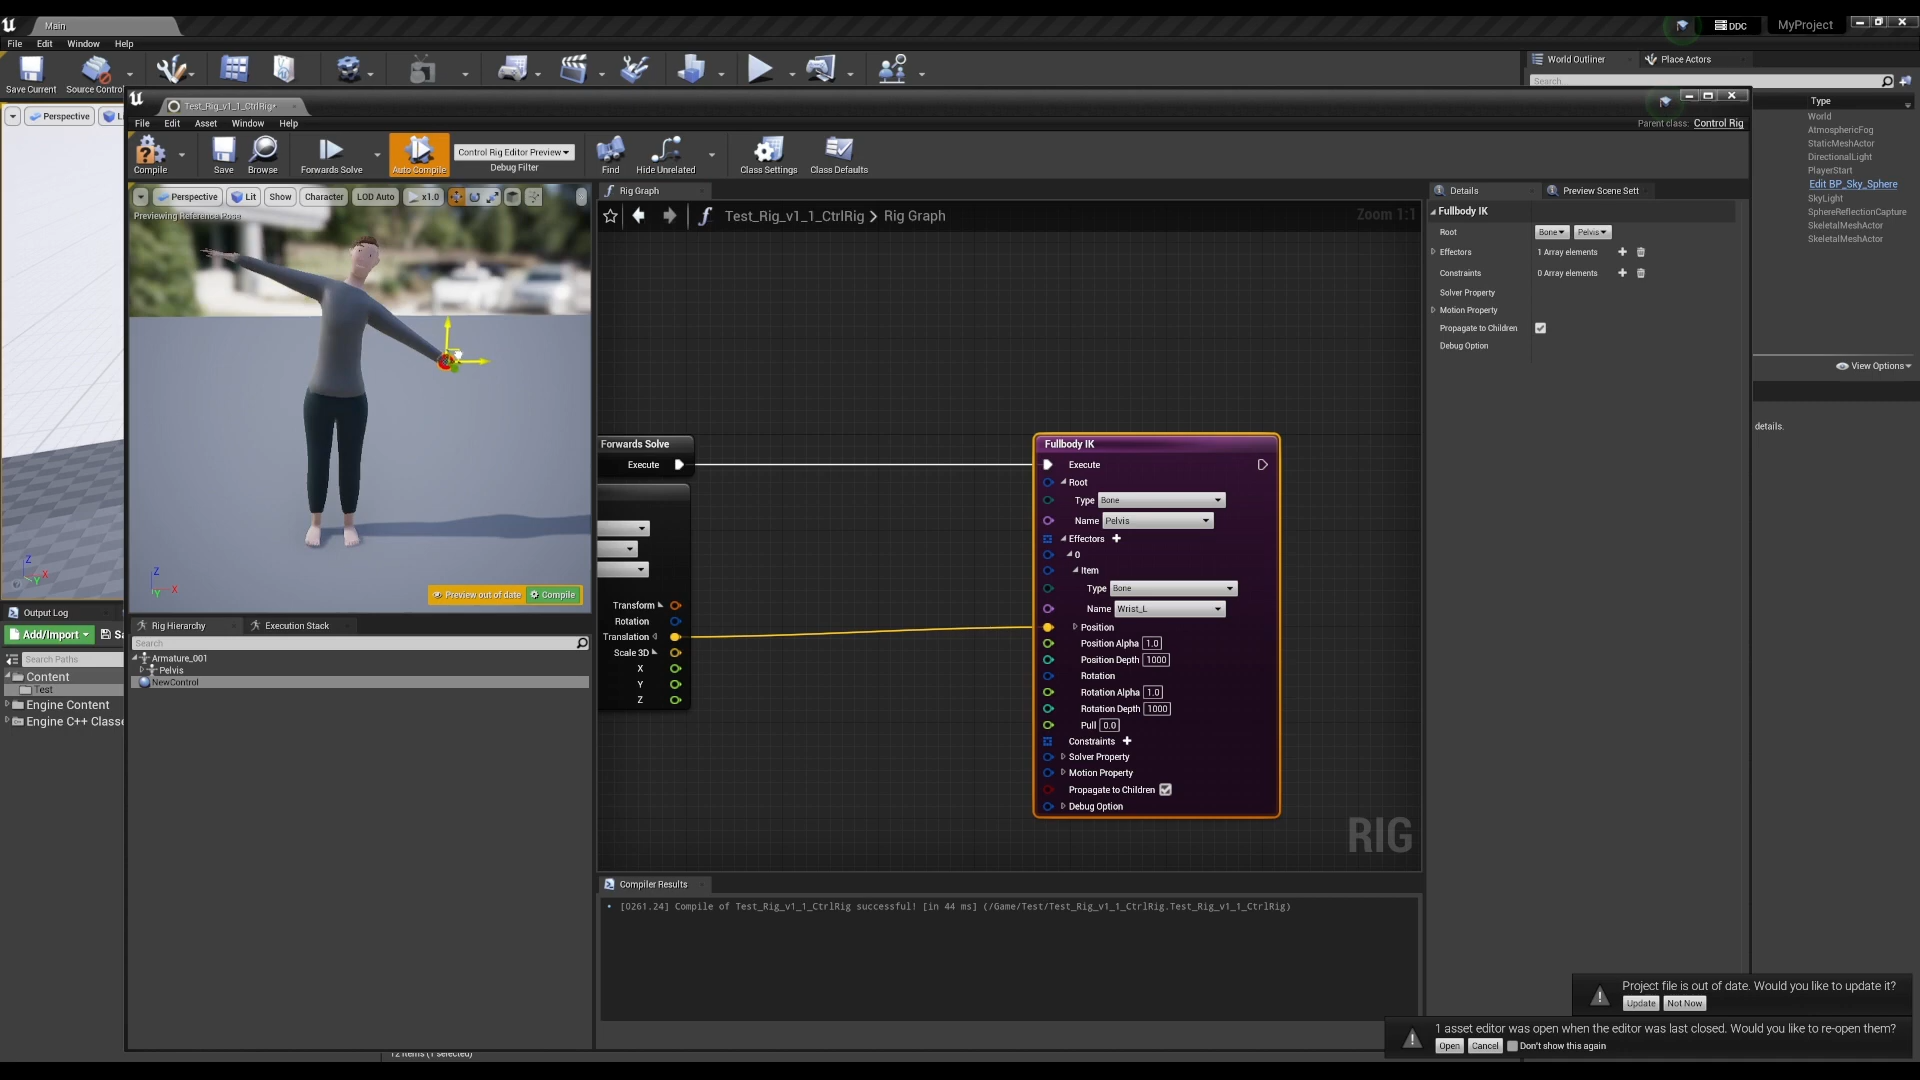 Main
DDC
MyProject
File Edit Window Help
Save Current
Source Control
World Outliner
Place Actors
Search
Type
World
AtmosphericFog
StaticMeshActor
DirectionalLight
PlayerStart
Edit BP_Sky_Sphere
SkyLight
SphereReflectionCapture
SkeletalMeshActor
SkeletalMeshActor
View Options
details.
Perspective
Test_Rig_v1_1_CtrlRig*
File Edit Asset Window Help
Parent class: Control Rig
Compile
Save
Browse
Forwards Solve
Auto Compile
Control Rig Editor Preview
Debug Filter
Find
Hide Unrelated
Class Settings
Class Defaults
Perspective
Lit
Show
Character
LOD Auto
x1.0
Previewing Reference Pose
Z
Y
X
Preview out of date
Compile
Z
Y
X
Output Log
Add/Import
Search Paths
Content
Test
Engine Content
Engine C++ Classe
Rig Hierarchy
Execution Stack
Search
Armature_001
Pelvis
NewControl
12 items (1 selected)
Rig Graph
Test_Rig_v1_1_CtrlRig > Rig Graph
Zoom 1:1
Forwards Solve
Execute
Transform
Rotation
Translation
Scale 3D
X
Y
Z
Fullbody IK
Execute
Root
Type Bone
Name Pelvis
Effectors
0
Item
Type Bone
Name Wrist_L
Position
Position Alpha 1.0
Position Depth 1000
Rotation
Rotation Alpha 1.0
Rotation Depth 1000
Pull 0.0
Constraints
Solver Property
Motion Property
Propagate to Children
Debug Option
RIG
Compiler Results
[0261.24] Compile of Test_Rig_v1_1_CtrlRig successful! [in 44 ms] (/Game/Test/Test_Rig_v1_1_CtrlRig.Test_Rig_v1_1_CtrlRig)
Details
Preview Scene Sett
Fullbody IK
Root Bone Pelvis
Effectors 1 Array elements
Constraints 0 Array elements
Solver Property
Motion Property
Propagate to Children
Debug Option
Project file is out of date. Would you like to update it?
Update Not Now
1 asset editor was open when the editor was last closed. Would you like to re-open them?
Open Cancel Don't show this again